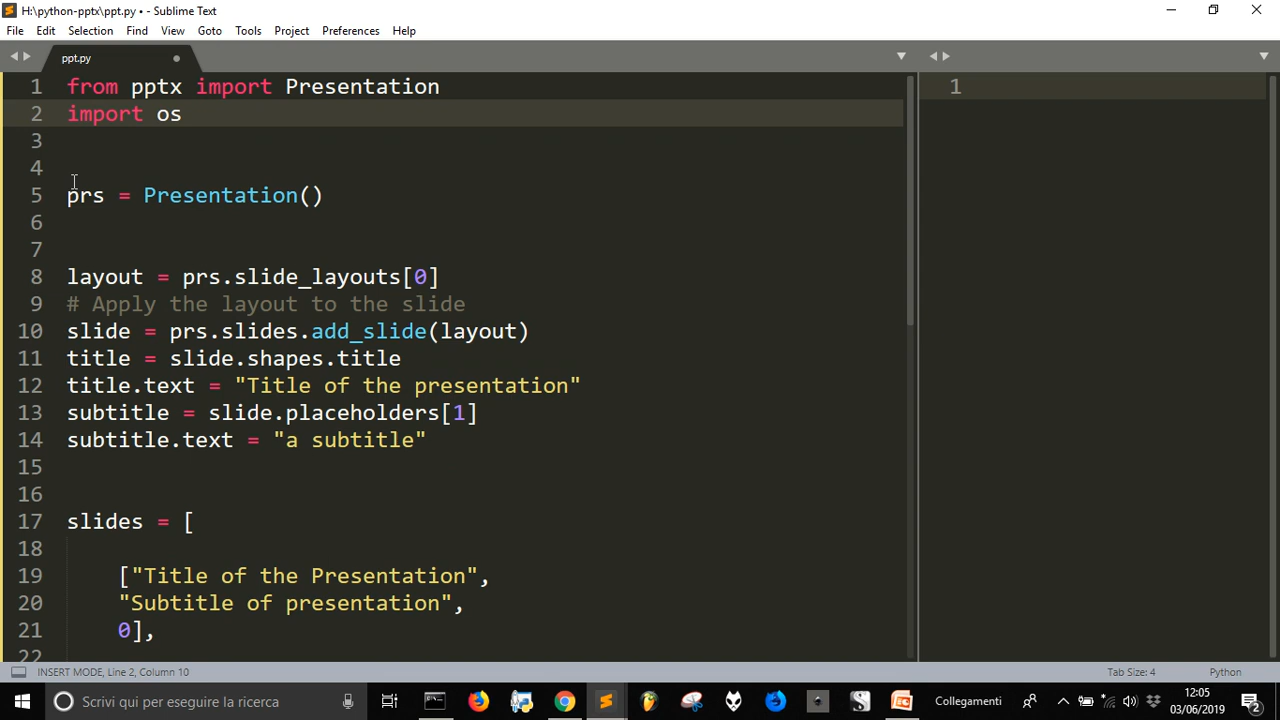 H:\python-pptx\ppt.py • - Sublime Text
File Edit Selection Find View Goto Tools Project Preferences Help
ppt.py
1 from pptx import Presentation
2 import os
3
4
5 prs = Presentation()
6
7
8 layout = prs.slide_layouts[0]
9 # Apply the layout to the slide
10 slide = prs.slides.add_slide(layout)
11 title = slide.shapes.title
12 title.text = "Title of the presentation"
13 subtitle = slide.placeholders[1]
14 subtitle.text = "a subtitle"
15
16
17 slides = [
18
19 ["Title of the Presentation",
20 "Subtitle of presentation",
21 0],
22
1
INSERT MODE, Line 2, Column 10 Tab Size: 4 Python
Scrivi qui per eseguire la ricerca Collegamenti 12:05
03/06/2019 2